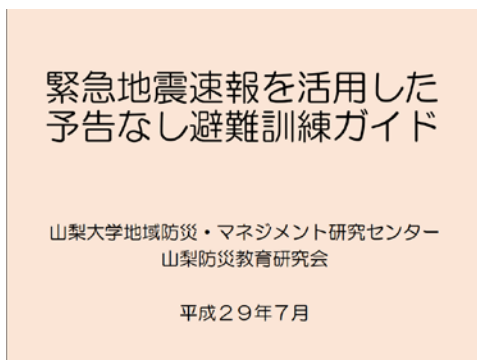 緊急地震速報を活用した
予告なし避難訓練ガイド
山梨大学地域防災・マネジメント研究センター
山梨防災教育研究会
平成２９年７月